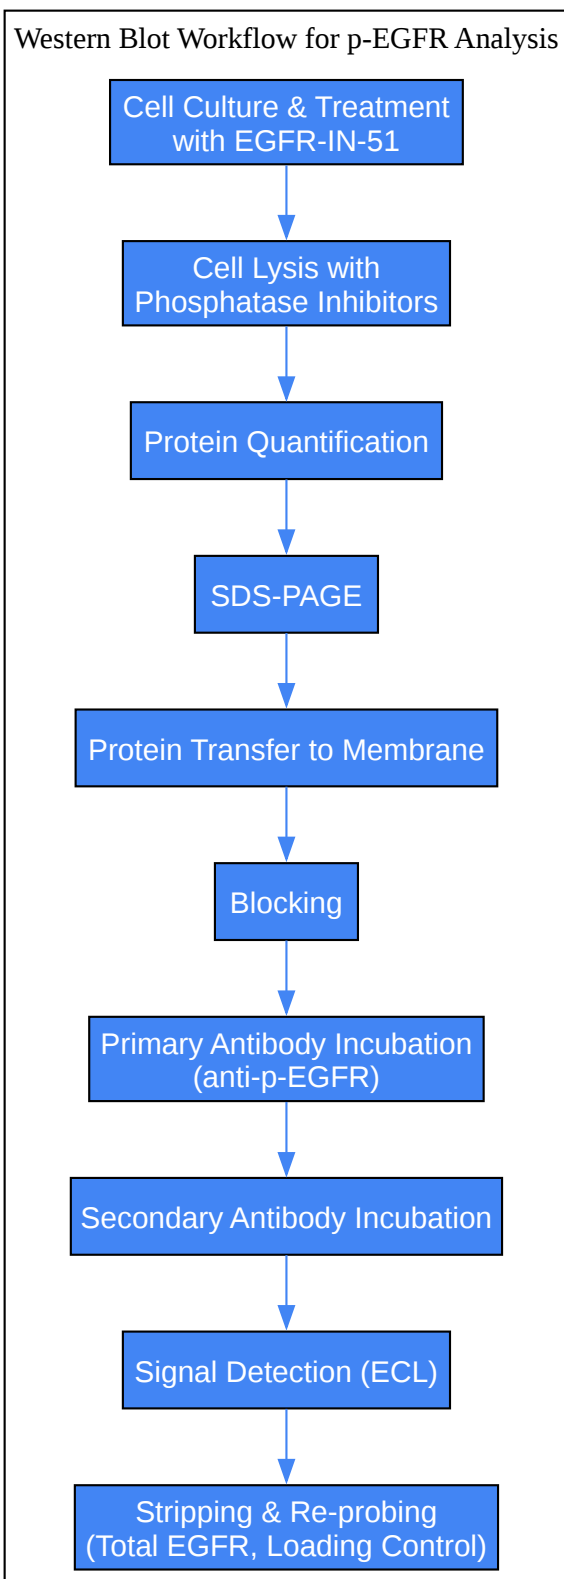 Western Blot Workflow for p-EGFR Analysis
Cell Culture & Treatment
with EGFR-IN-51
Cell Lysis with
Phosphatase Inhibitors
Protein Quantification
SDS-PAGE
Protein Transfer to Membrane
Blocking
Primary Antibody Incubation
(anti-p-EGFR)
Secondary Antibody Incubation
Signal Detection (ECL)
Stripping & Re-probing
(Total EGFR, Loading Control)